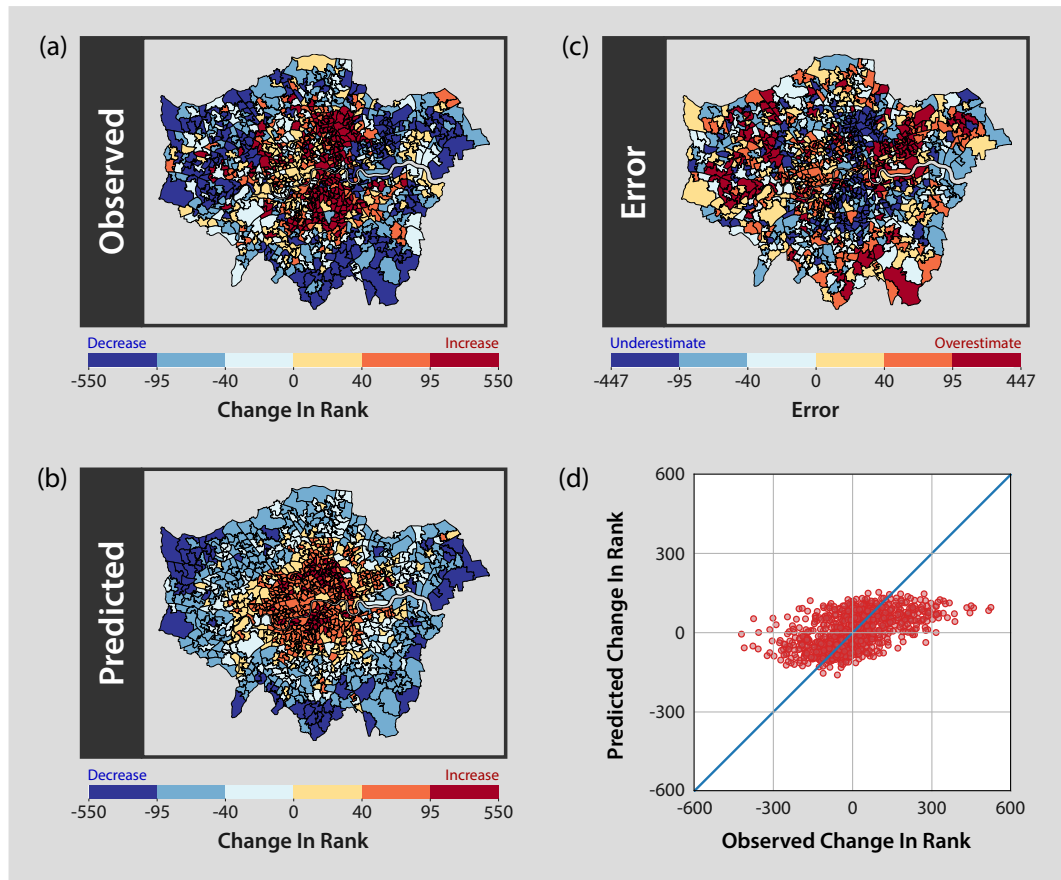 (a)
Observed
Decrease Increase
-550 -95 -40 0 40 95 550
Change In Rank
(c)
Error
Underestimate Overestimate
-447 -95 -40 0 40 95 447
Error
(b)
Predicted
Decrease Increase
-550 -95 -40 0 40 95 550
Change In Rank
(d)
Predicted Change In Rank
600
300
0
-300
-600
-600 -300 0 300 600
Observed Change In Rank